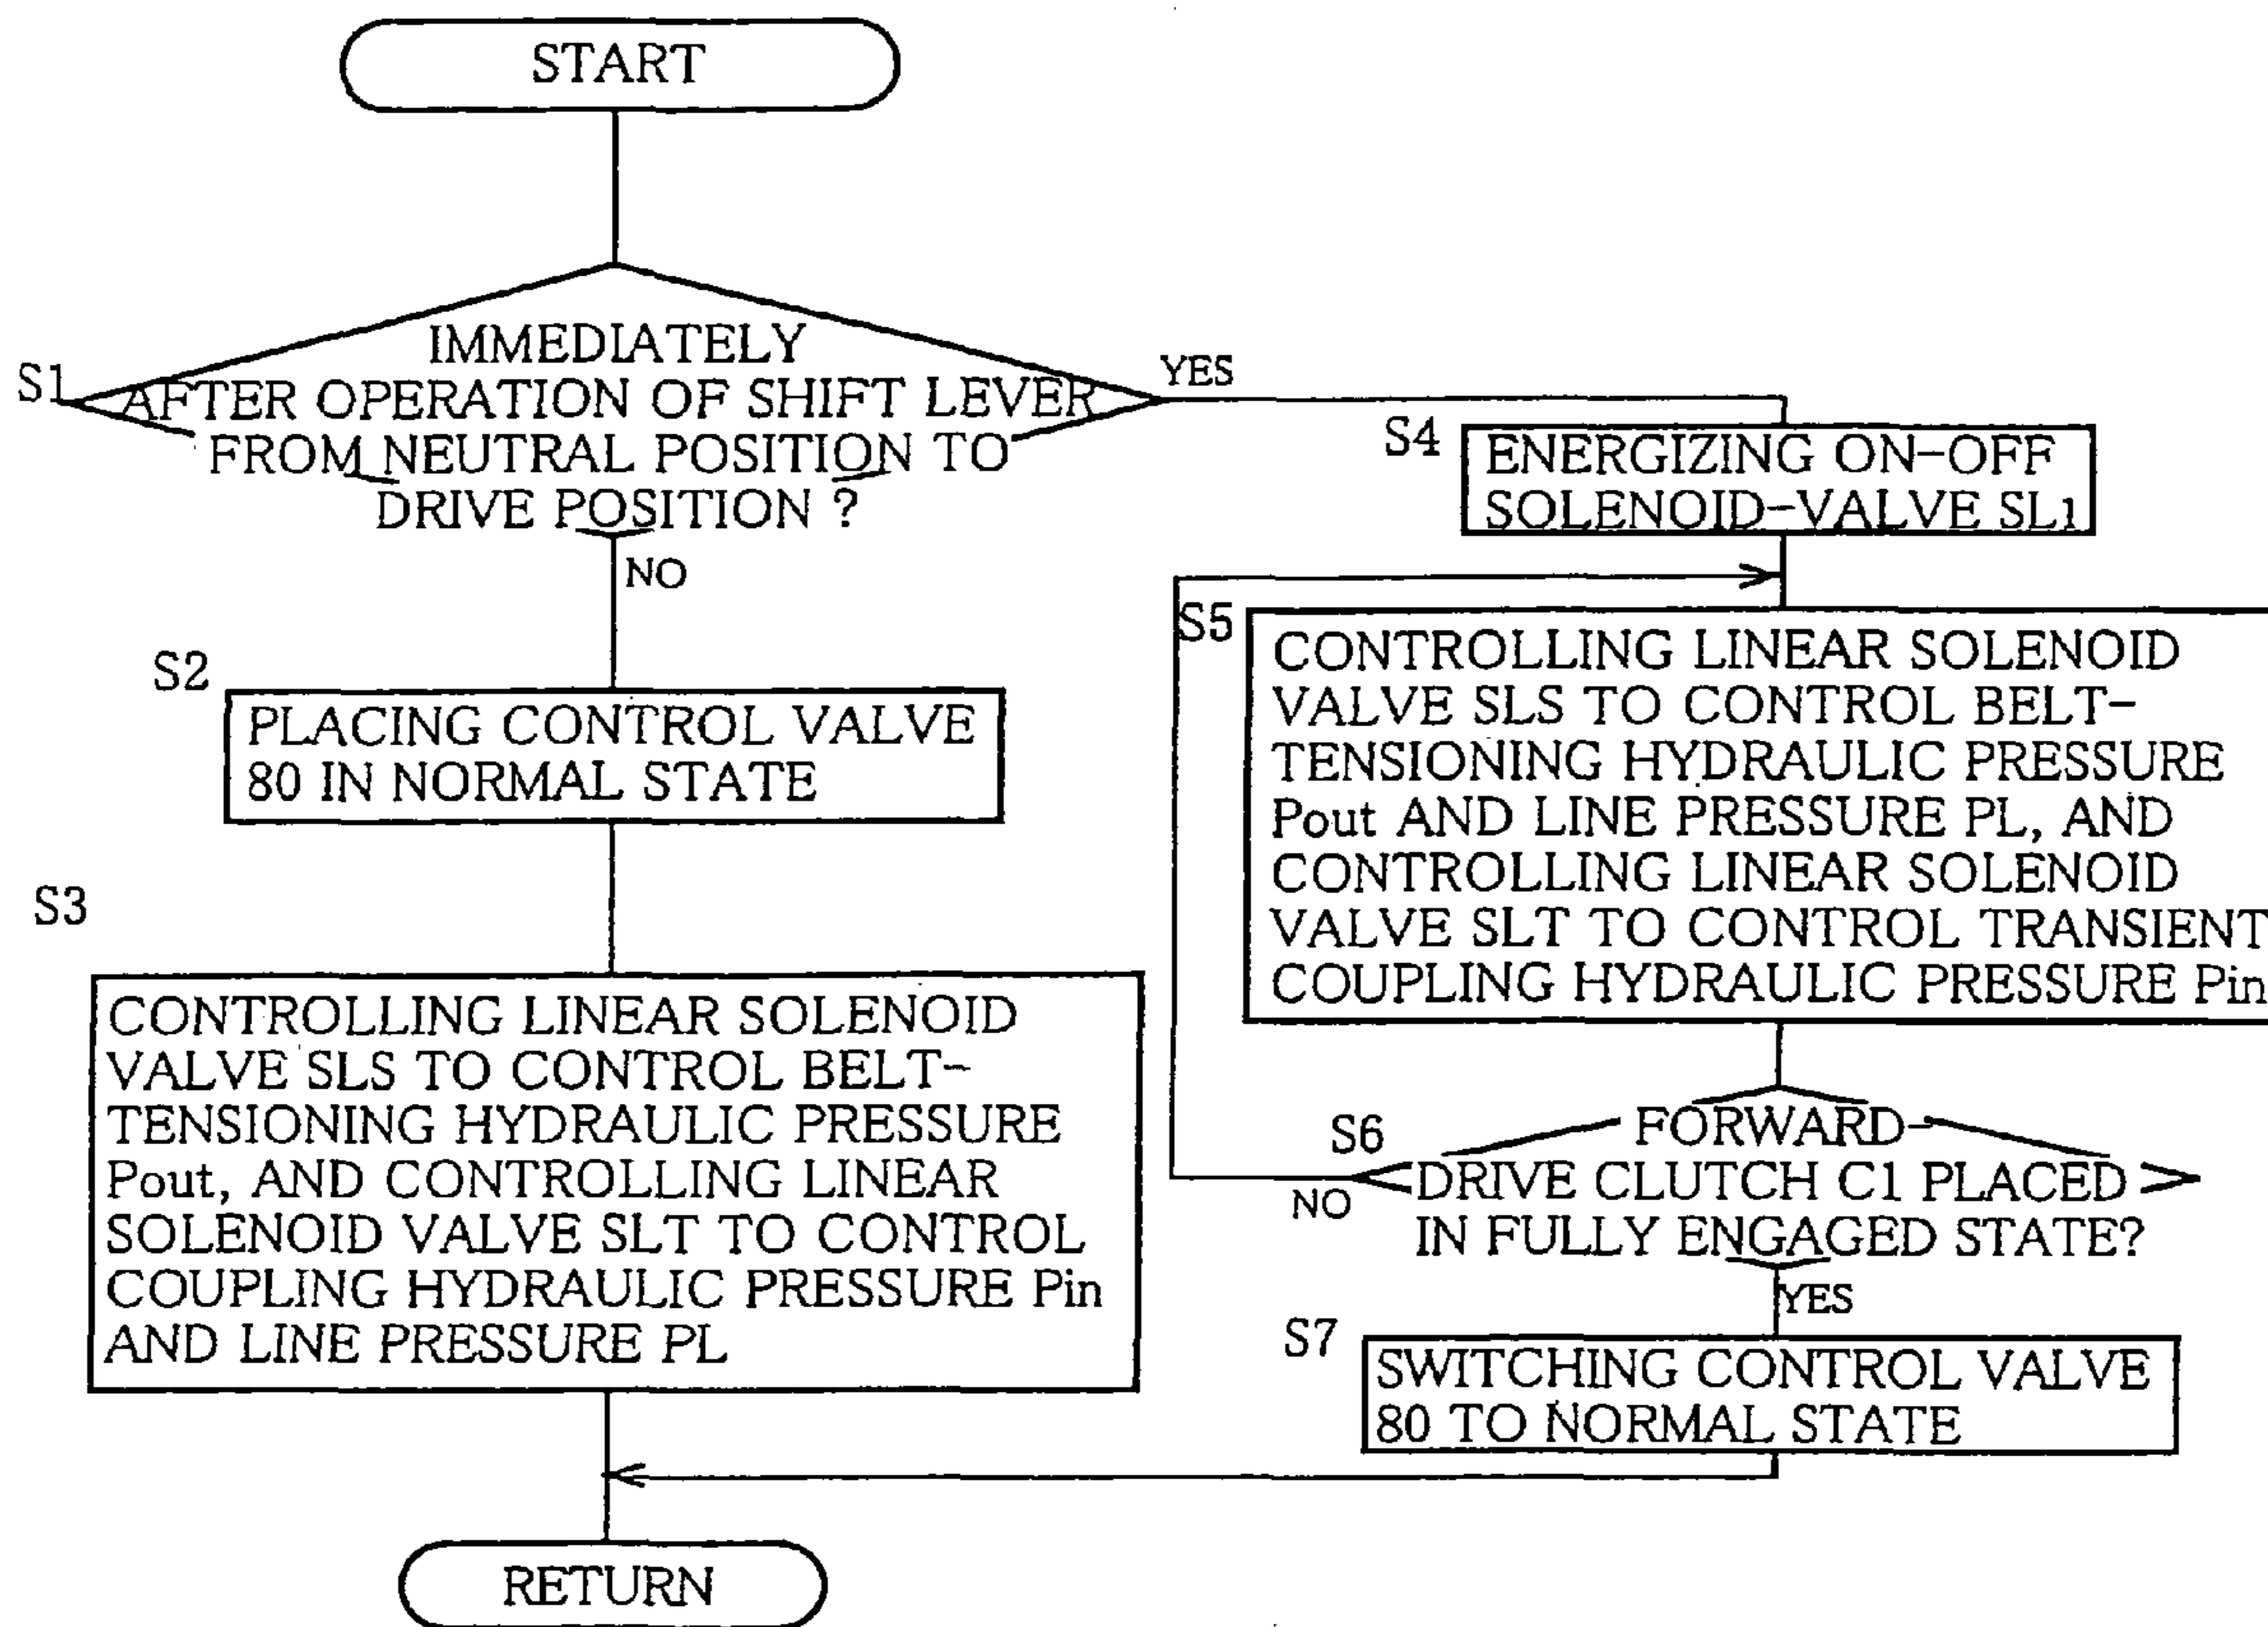 START
S1
IMMEDIATELY
AFTER OPERATION OF SHIFT LEVER
FROM NEUTRAL POSITION TO
DRIVE POSITION ?
YES
NO
S2
PLACING CONTROL VALVE
80 IN NORMAL STATE
S3
CONTROLLING LINEAR SOLENOID
VALVE SLS TO CONTROL BELT-
TENSIONING HYDRAULIC PRESSURE
Pout, AND CONTROLLING LINEAR
SOLENOID VALVE SLT TO CONTROL
COUPLING HYDRAULIC PRESSURE Pin
AND LINE PRESSURE PL
S4
ENERGIZING ON-OFF
SOLENOID-VALVE SL1
S5
CONTROLLING LINEAR SOLENOID
VALVE SLS TO CONTROL BELT-
TENSIONING HYDRAULIC PRESSURE
Pout AND LINE PRESSURE PL, AND
CONTROLLING LINEAR SOLENOID
VALVE SLT TO CONTROL TRANSIENT
COUPLING HYDRAULIC PRESSURE Pin
S6
FORWARD-
DRIVE CLUTCH C1 PLACED
IN FULLY ENGAGED STATE?
NO
YES
S7
SWITCHING CONTROL VALVE
80 TO NORMAL STATE
RETURN